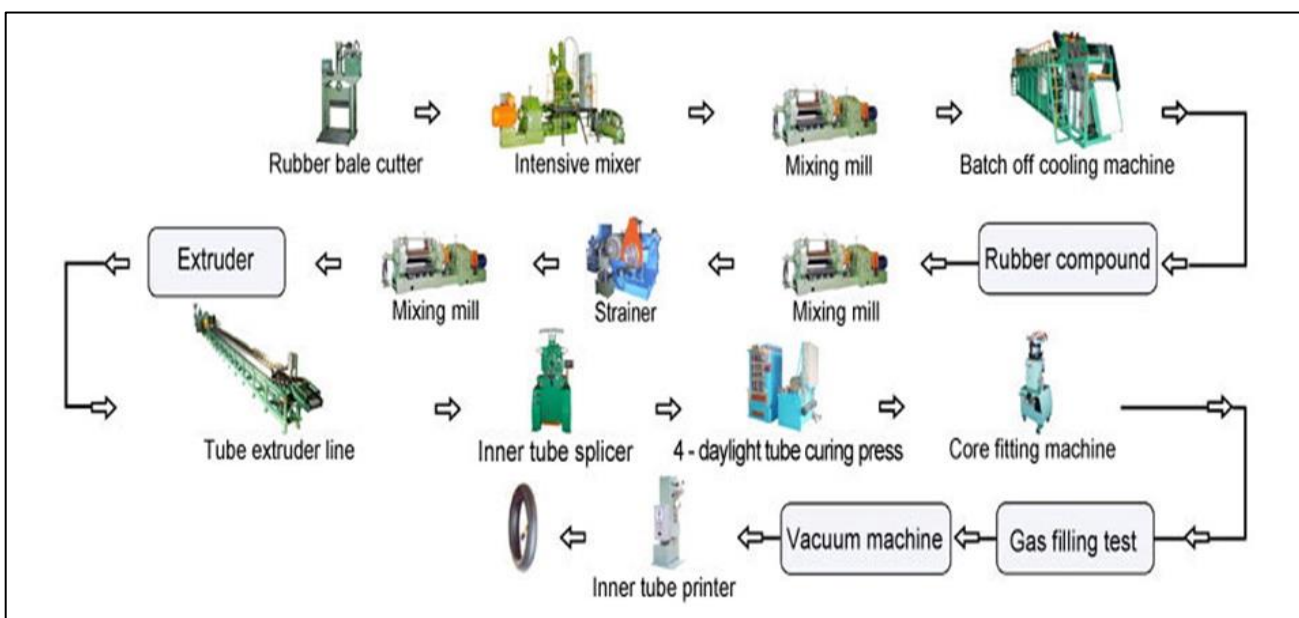 Rubber bale cutter
Intensive mixer
Mixing mill
Batch off cooling machine
Extruder
Mixing mill
Strainer
Mixing mill
Rubber compound
Tube extruder line
Inner tube splicer
4 - daylight tube curing press
Core fitting machine
Inner tube printer
Vacuum machine
Gas filling test